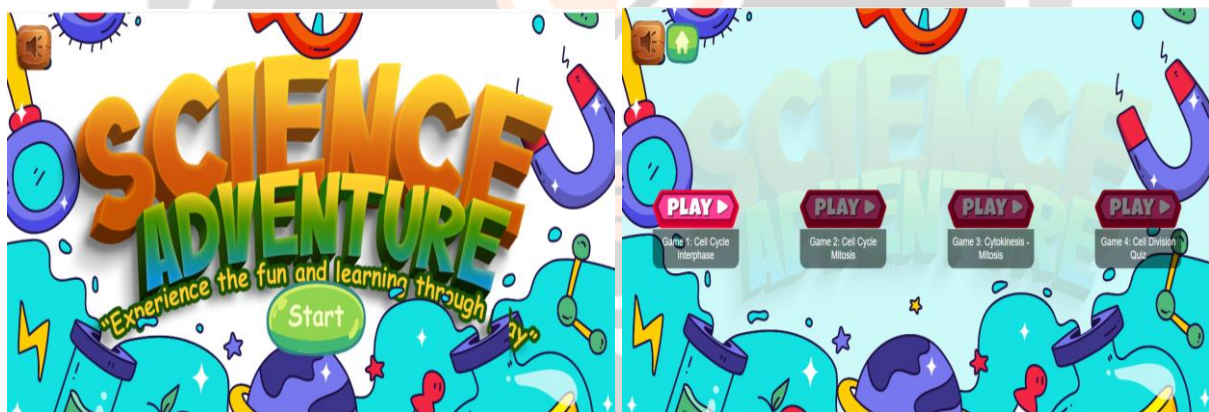 SCIENCE
ADVENTURE
"Experience the fun and learning through
ay"
Start
SCIENCE
ADVENTURE
PLAY
Game 1: Cell Cycle
Interphase
PLAY
Game 2: Cell Cycle
Mitosis
PLAY
Game 3: Cytokinesis -
Mitosis
PLAY
Game 4: Cell Division
Quiz